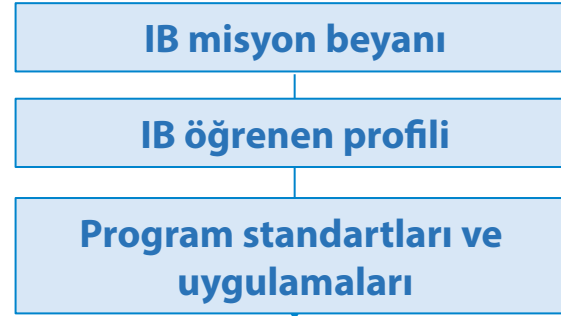 IB misyon beyanı
IB öğrenen profili
Program standartları ve
uygulamaları